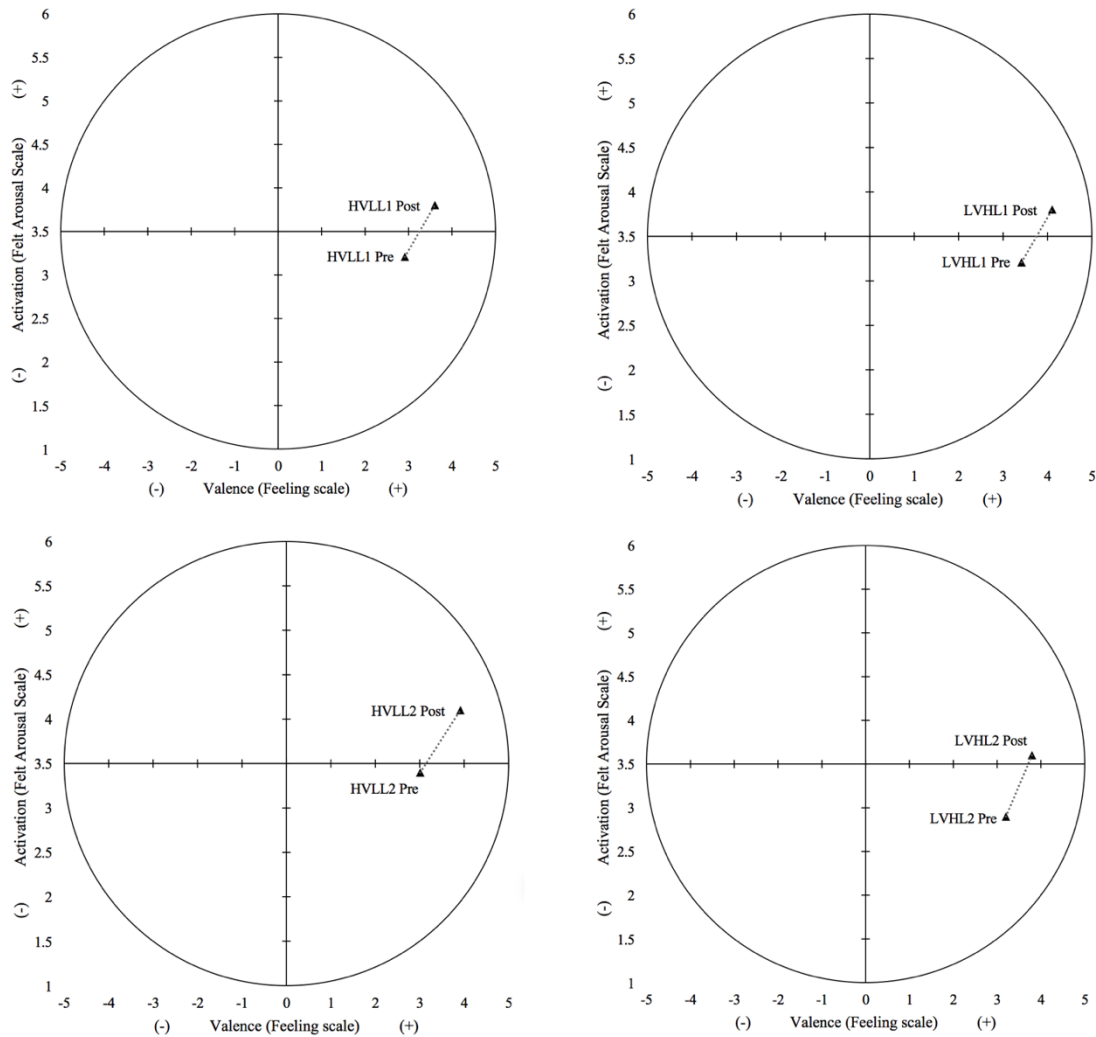 6
5.5
5
4.5
4
3.5
3
2.5
2
1.5
1
(+)
Activation (Felt Arousal Scale)
(-)
HVLL1 Post
HVLL1 Pre
-5 -4 -3 -2 -1 0 1 2 3 4 5
(-) Valence (Feeling scale) (+)
6
5.5
5
4.5
4
3.5
3
2.5
2
1.5
1
(+)
Activation (Felt Arousal Scale)
(-)
LVHL1 Post
LVHL1 Pre
-5 -4 -3 -2 -1 0 1 2 3 4 5
(-) Valence (Feeling scale) (+)
6
5.5
5
4.5
4
3.5
3
2.5
2
1.5
1
(+)
Activation (Felt Arousal Scale)
(-)
HVLL2 Post
HVLL2 Pre
-5 -4 -3 -2 -1 0 1 2 3 4 5
(-) Valence (Feeling scale) (+)
6
5.5
5
4.5
4
3.5
3
2.5
2
1.5
1
(+)
Activation (Felt Arousal Scale)
(-)
LVHL2 Post
LVHL2 Pre
-5 -4 -3 -2 -1 0 1 2 3 4 5
(-) Valence (Feeling scale) (+)